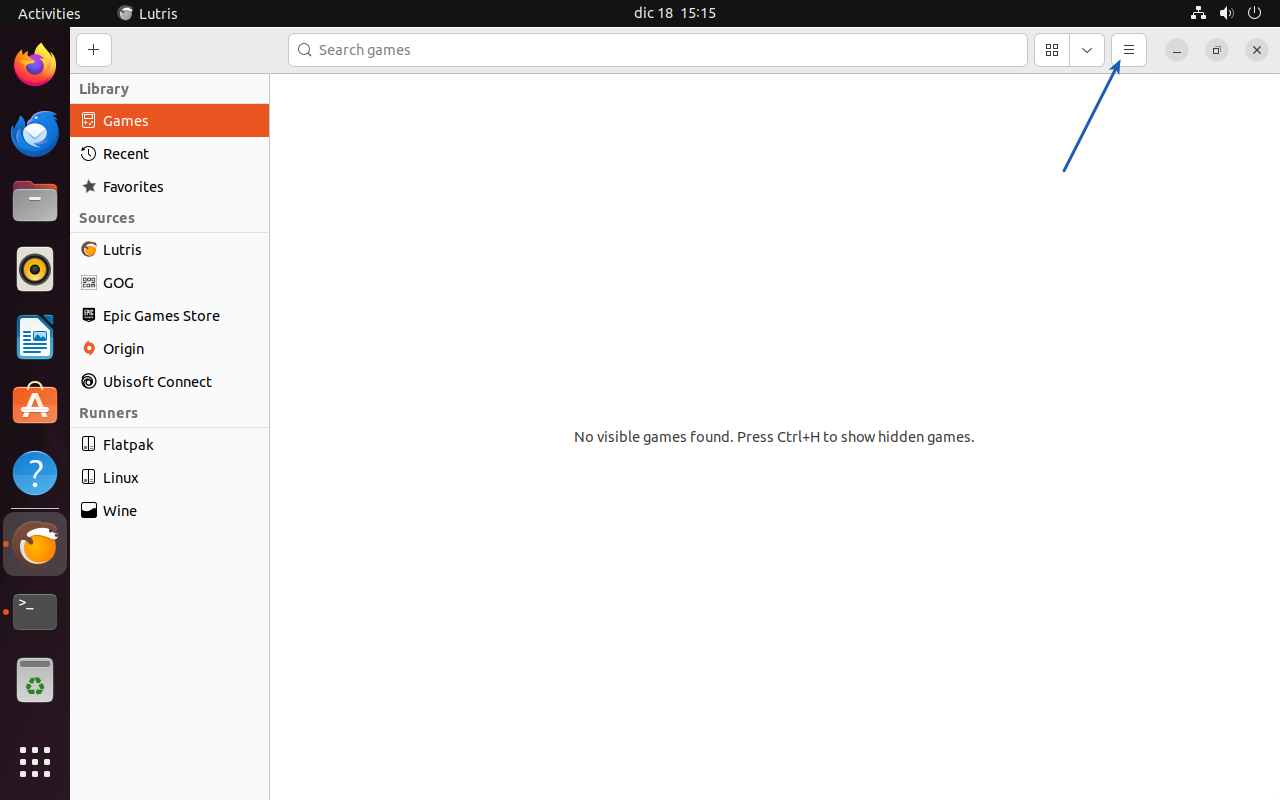 Activities
Lutris
dic 18 15:15
Search games
Library
Games
Recent
Favorites
Sources
Lutris
GOG
Epic Games Store
Origin
Ubisoft Connect
Runners
Flatpak
Linux
Wine
No visible games found. Press Ctrl+H to show hidden games.